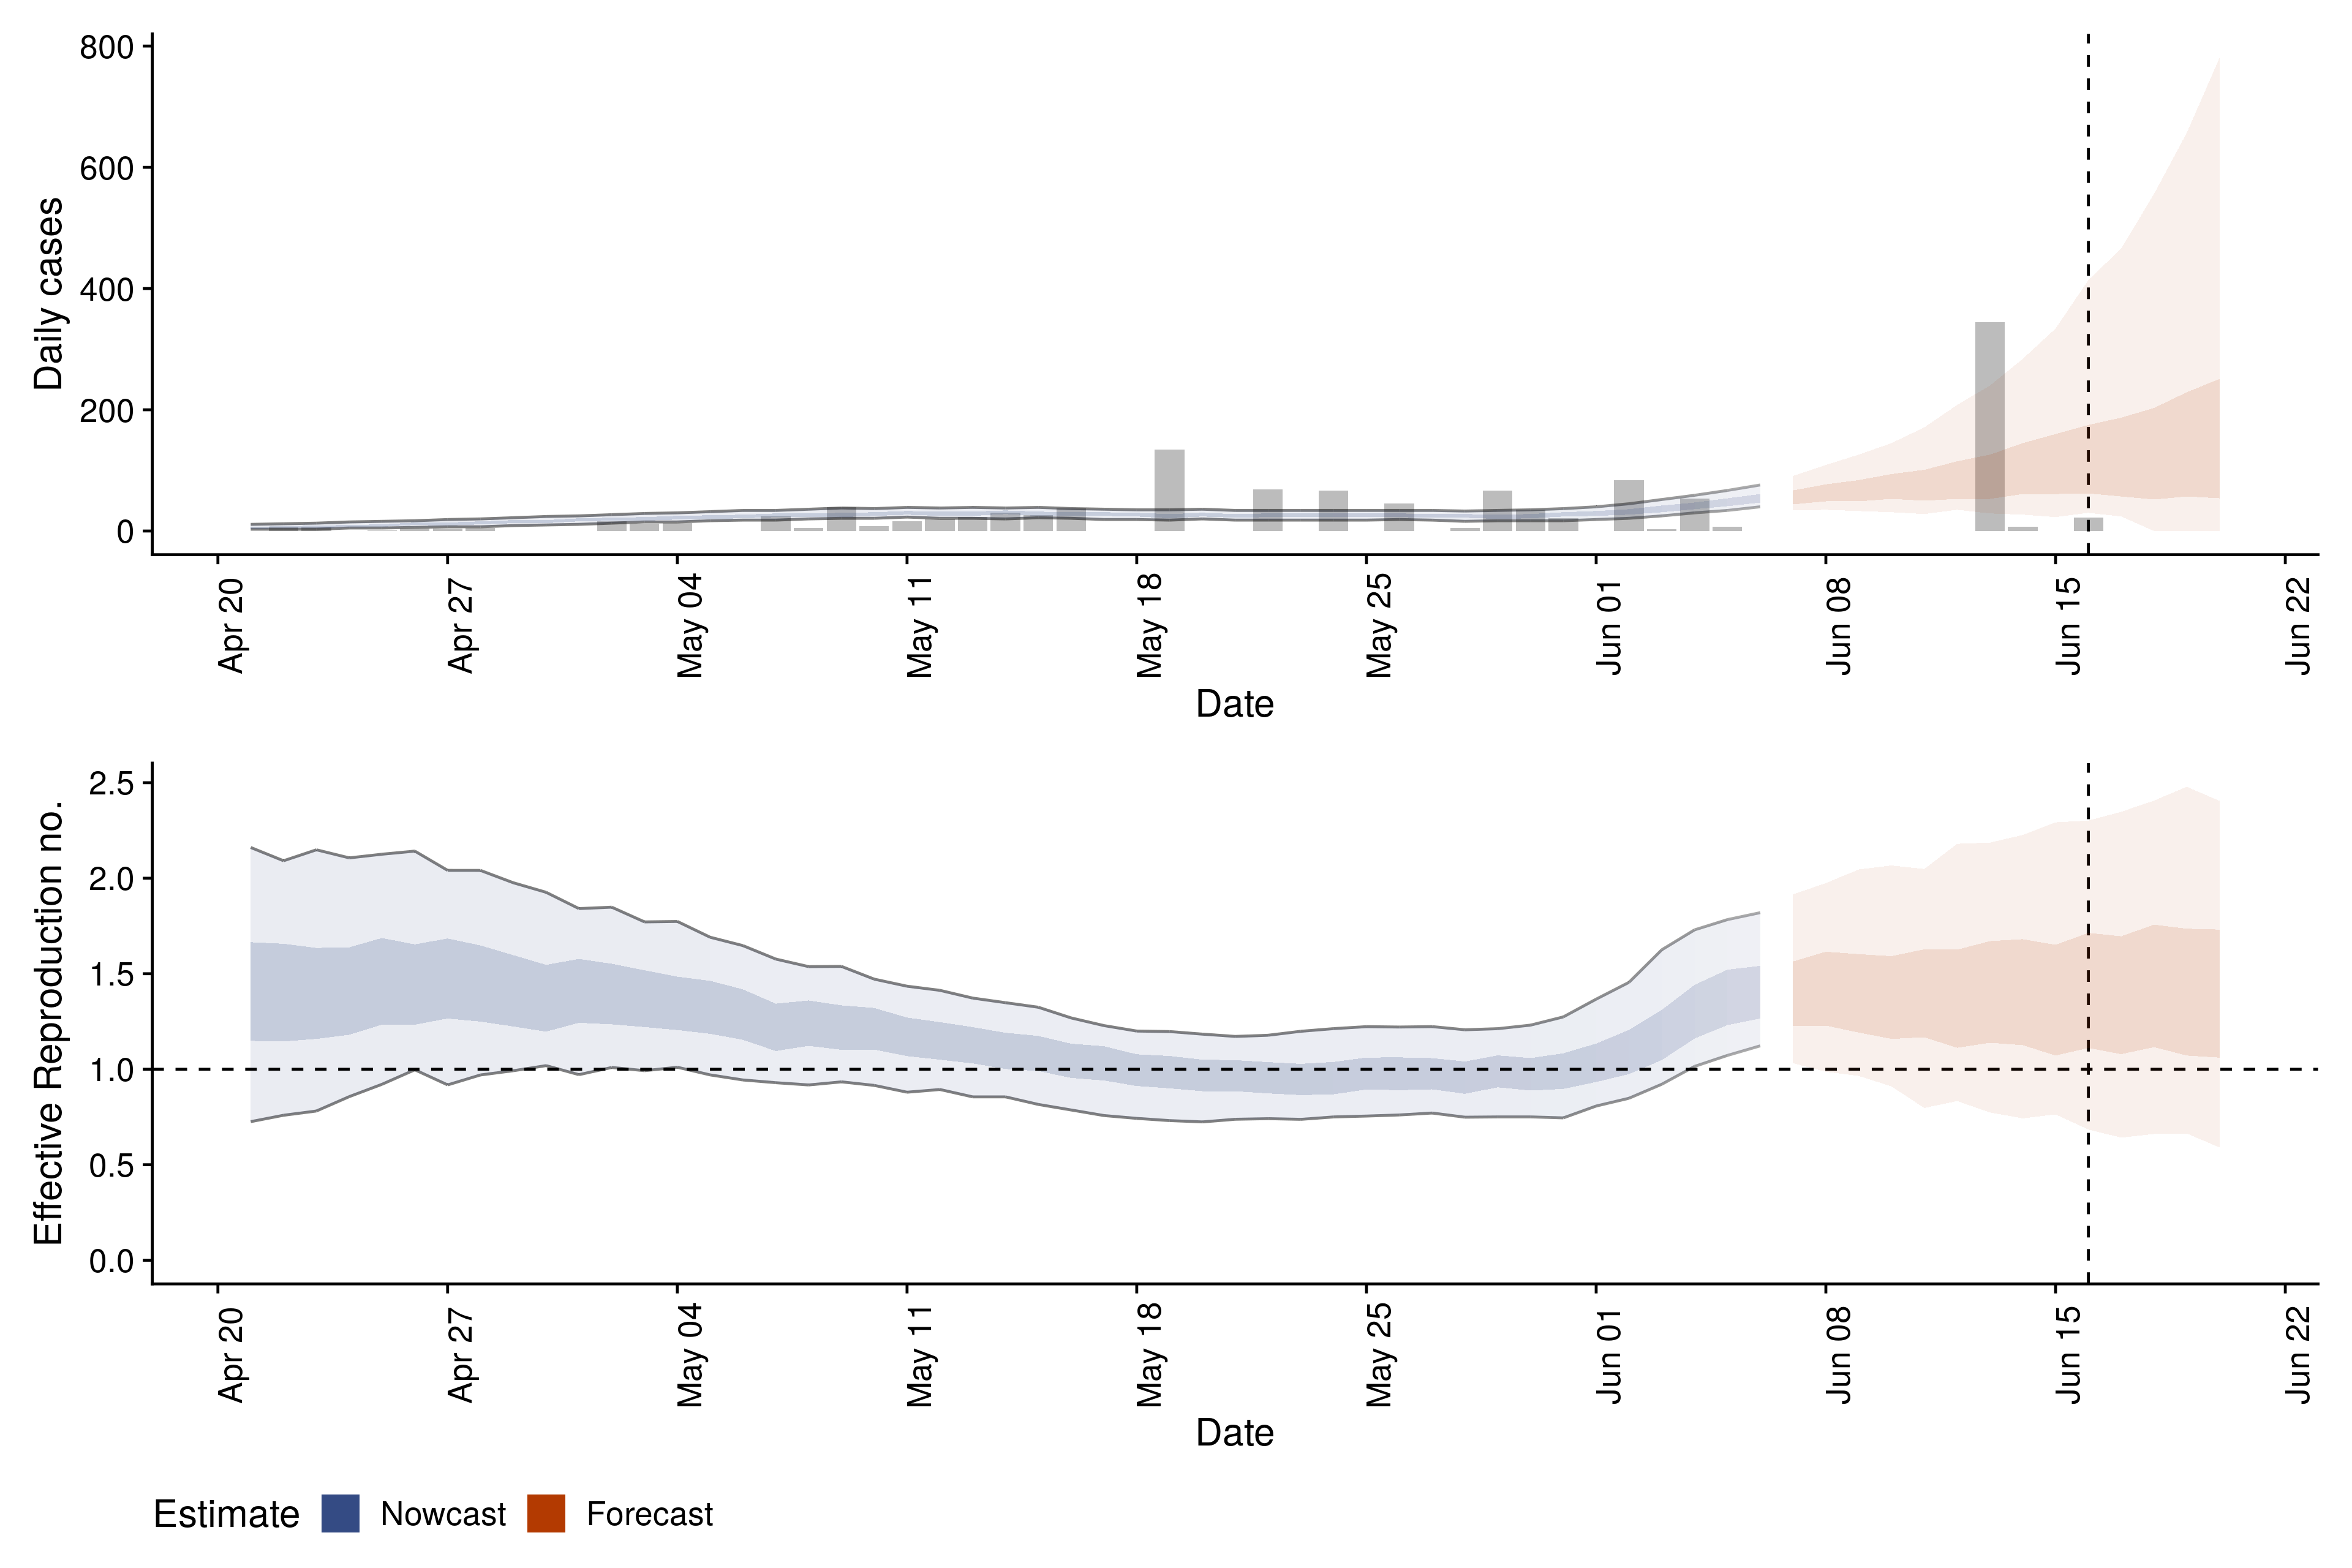 800
600
400
200
0
Daily cases
Apr 20
Apr 27
May 04
May 11
May 18
May 25
Jun 01
Jun 08
Jun 15
Jun 22
Date
2.5
2.0
1.5
1.0
0.5
0.0
Effective Reproduction no.
Apr 20
Apr 27
May 04
May 11
May 18
May 25
Jun 01
Jun 08
Jun 15
Jun 22
Date
Estimate Nowcast Forecast